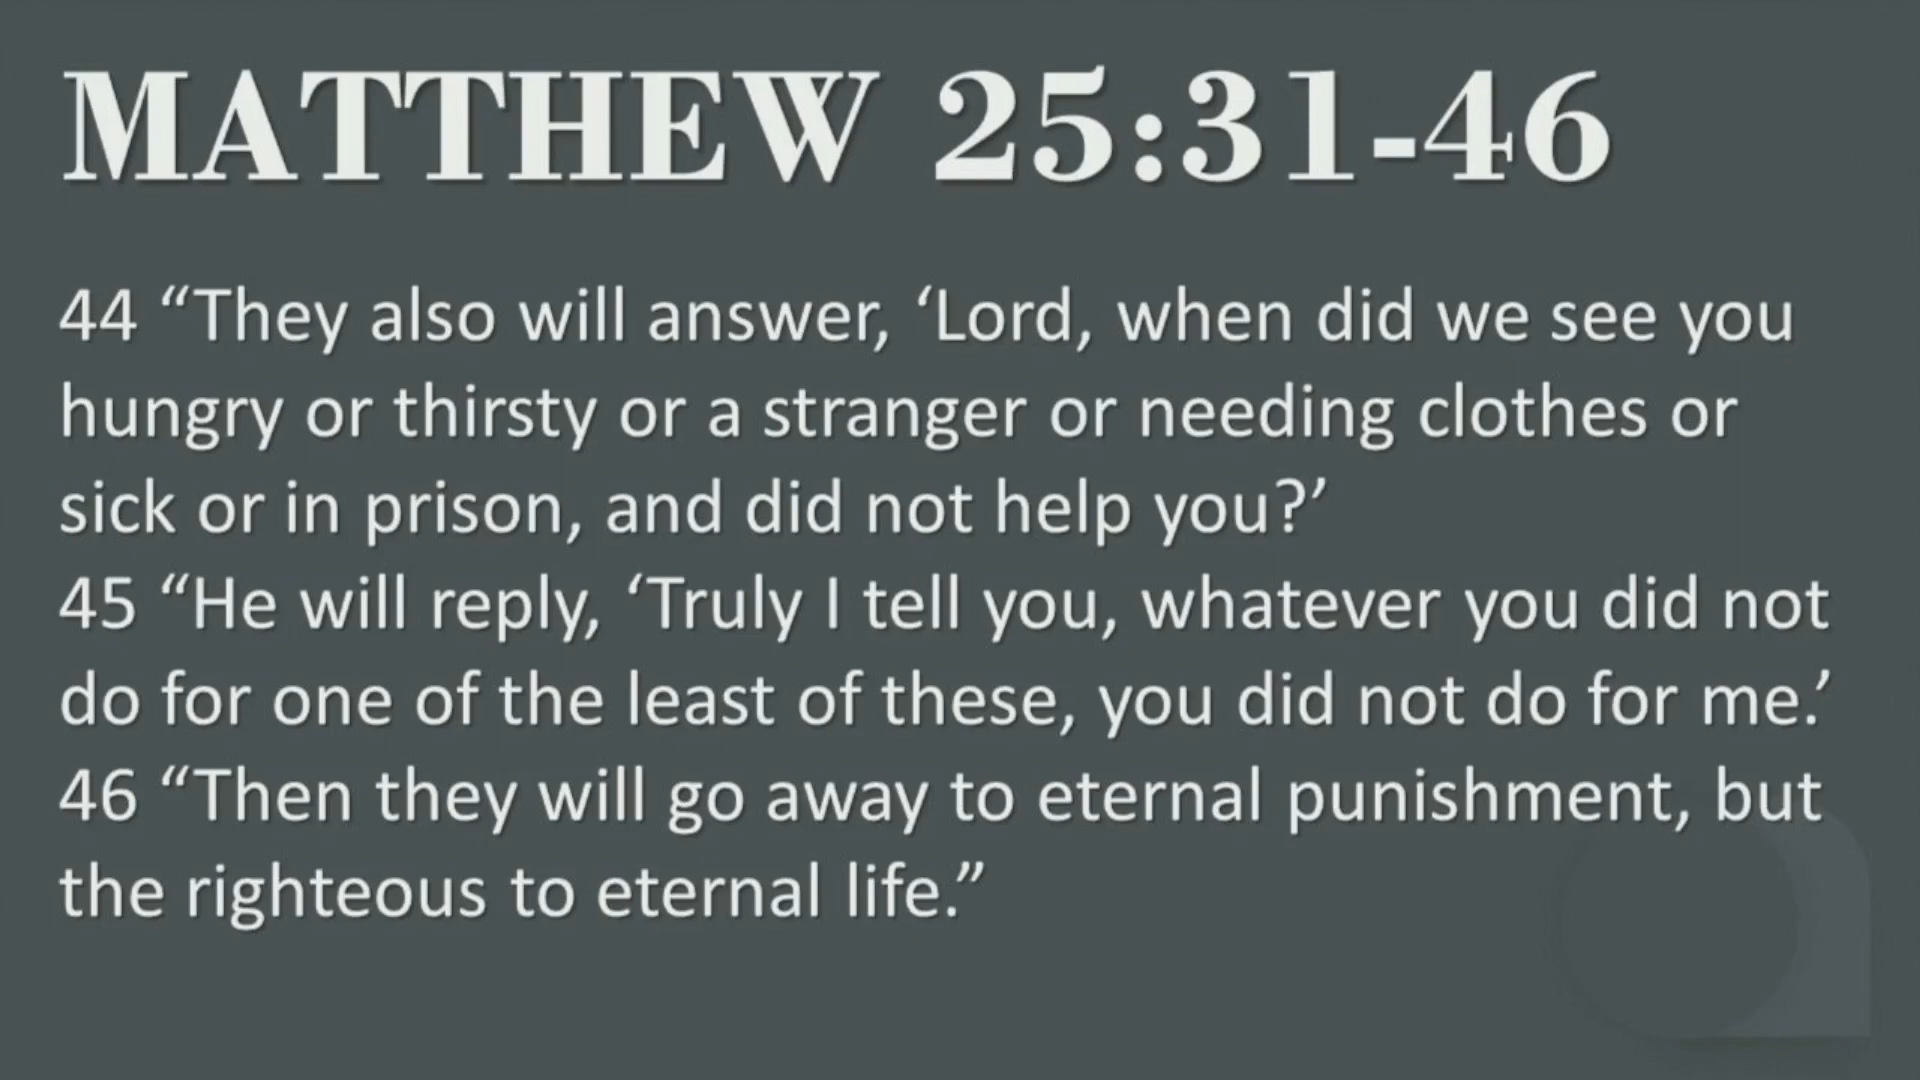 MATTHEW 25:31-46
44 “They also will answer, ‘Lord, when did we see you
hungry or thirsty or a stranger or needing clothes or
sick or in prison, and did not help you?’
45 “He will reply, ‘Truly I tell you, whatever you did not
do for one of the least of these, you did not do for me.’
46 “Then they will go away to eternal punishment, but
the righteous to eternal life.”